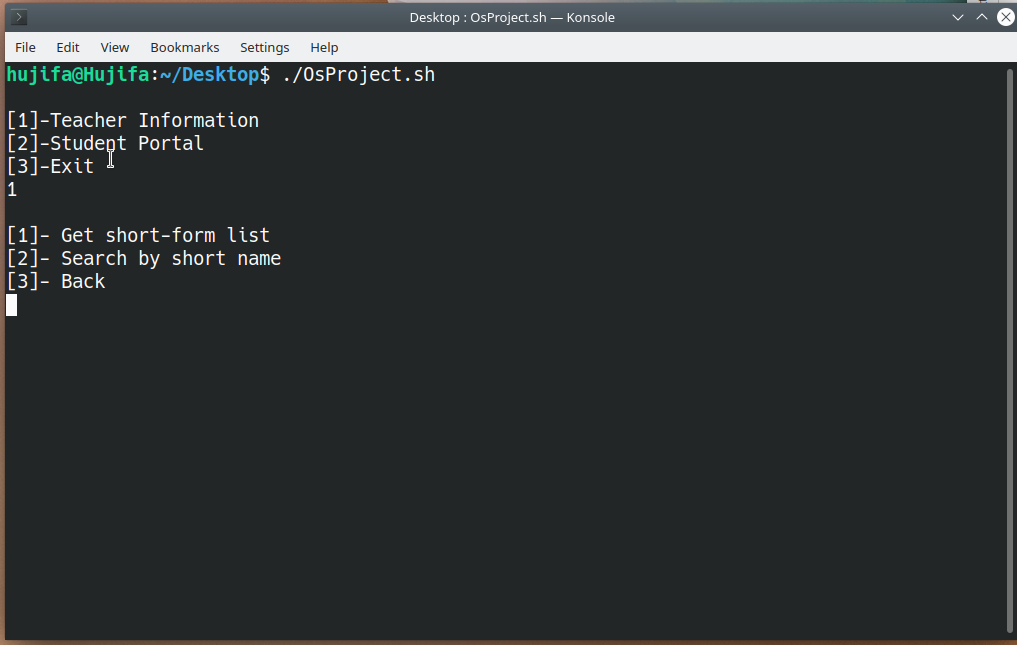 Desktop : OsProject.sh — Konsole
File Edit View Bookmarks Settings Help
hujifa@Hujifa:~/Desktop$ ./OsProject.sh
[1]-Teacher Information
[2]-Student Portal
[3]-Exit
1
[1]- Get short-form list
[2]- Search by short name
[3]- Back